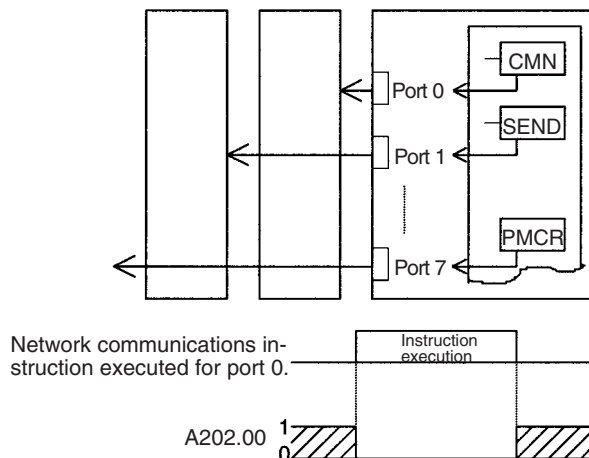 CMN
Port 0
SEND
Port 1
PMCR
Port 7
Network communications in-
struction executed for port 0.
Instruction
execution
A202.00
1
0